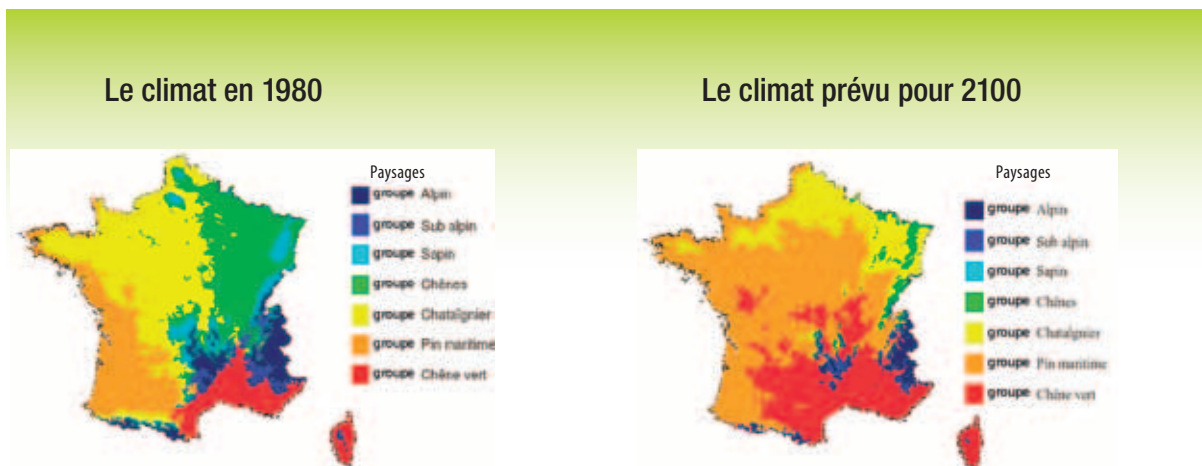 Le climat en 1980
Paysages
groupe Alpin
groupe Sub alpin
groupe Sapin
groupe Chênes
groupe Chataîgnier
groupe Pin maritime
groupe Chêne vert
Le climat prévu pour 2100
Paysages
groupe Alpin
groupe Sub alpin
groupe Sapin
groupe Chînes
groupe Chataîgnier
groupe Pin maritime
groupe Chîne vert